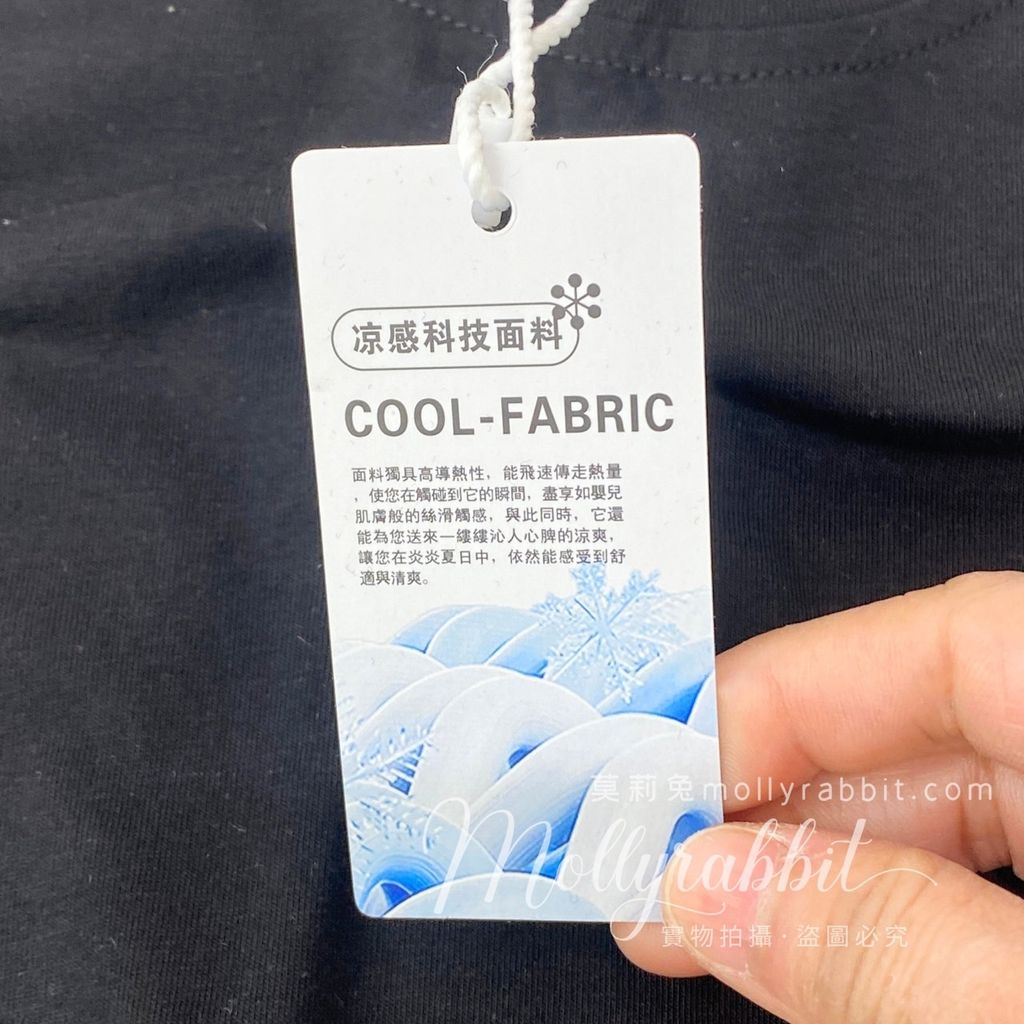 凉感科技面料
COOL-FABRIC
面料獨具高導熱性，能飛速傳走熱量
，使您在觸碰到它的瞬間，盡享如嬰兒
肌膚般的絲滑觸感，與此同時，它還
能為您送來一縷縷沁人心脾的涼爽，
讓您在炎炎夏日中，依然能感受到舒
適與清爽。
莫莉兔mollyrabbit.com
Mollyrabbit
實物拍攝·盜圖必究